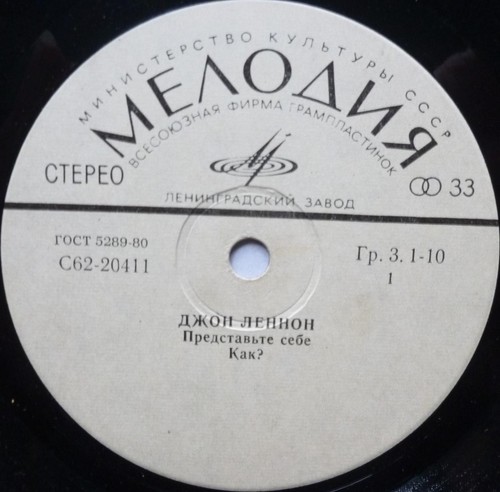 МИНИСТЕРСТВО КУЛЬТУРЫ СССР
МЕЛОДИЯ
ВСЕСОЮЗНАЯ ФИРМА ГРАМПЛАСТИНОК
СТЕРЕО
33
ЛЕНИНГРАДСКИЙ ЗАВОД
ГОСТ 5289-80
С62-20411
Гр. 3. 1-10
1
ДЖОН ЛЕННОН
Представьте себе
Как?